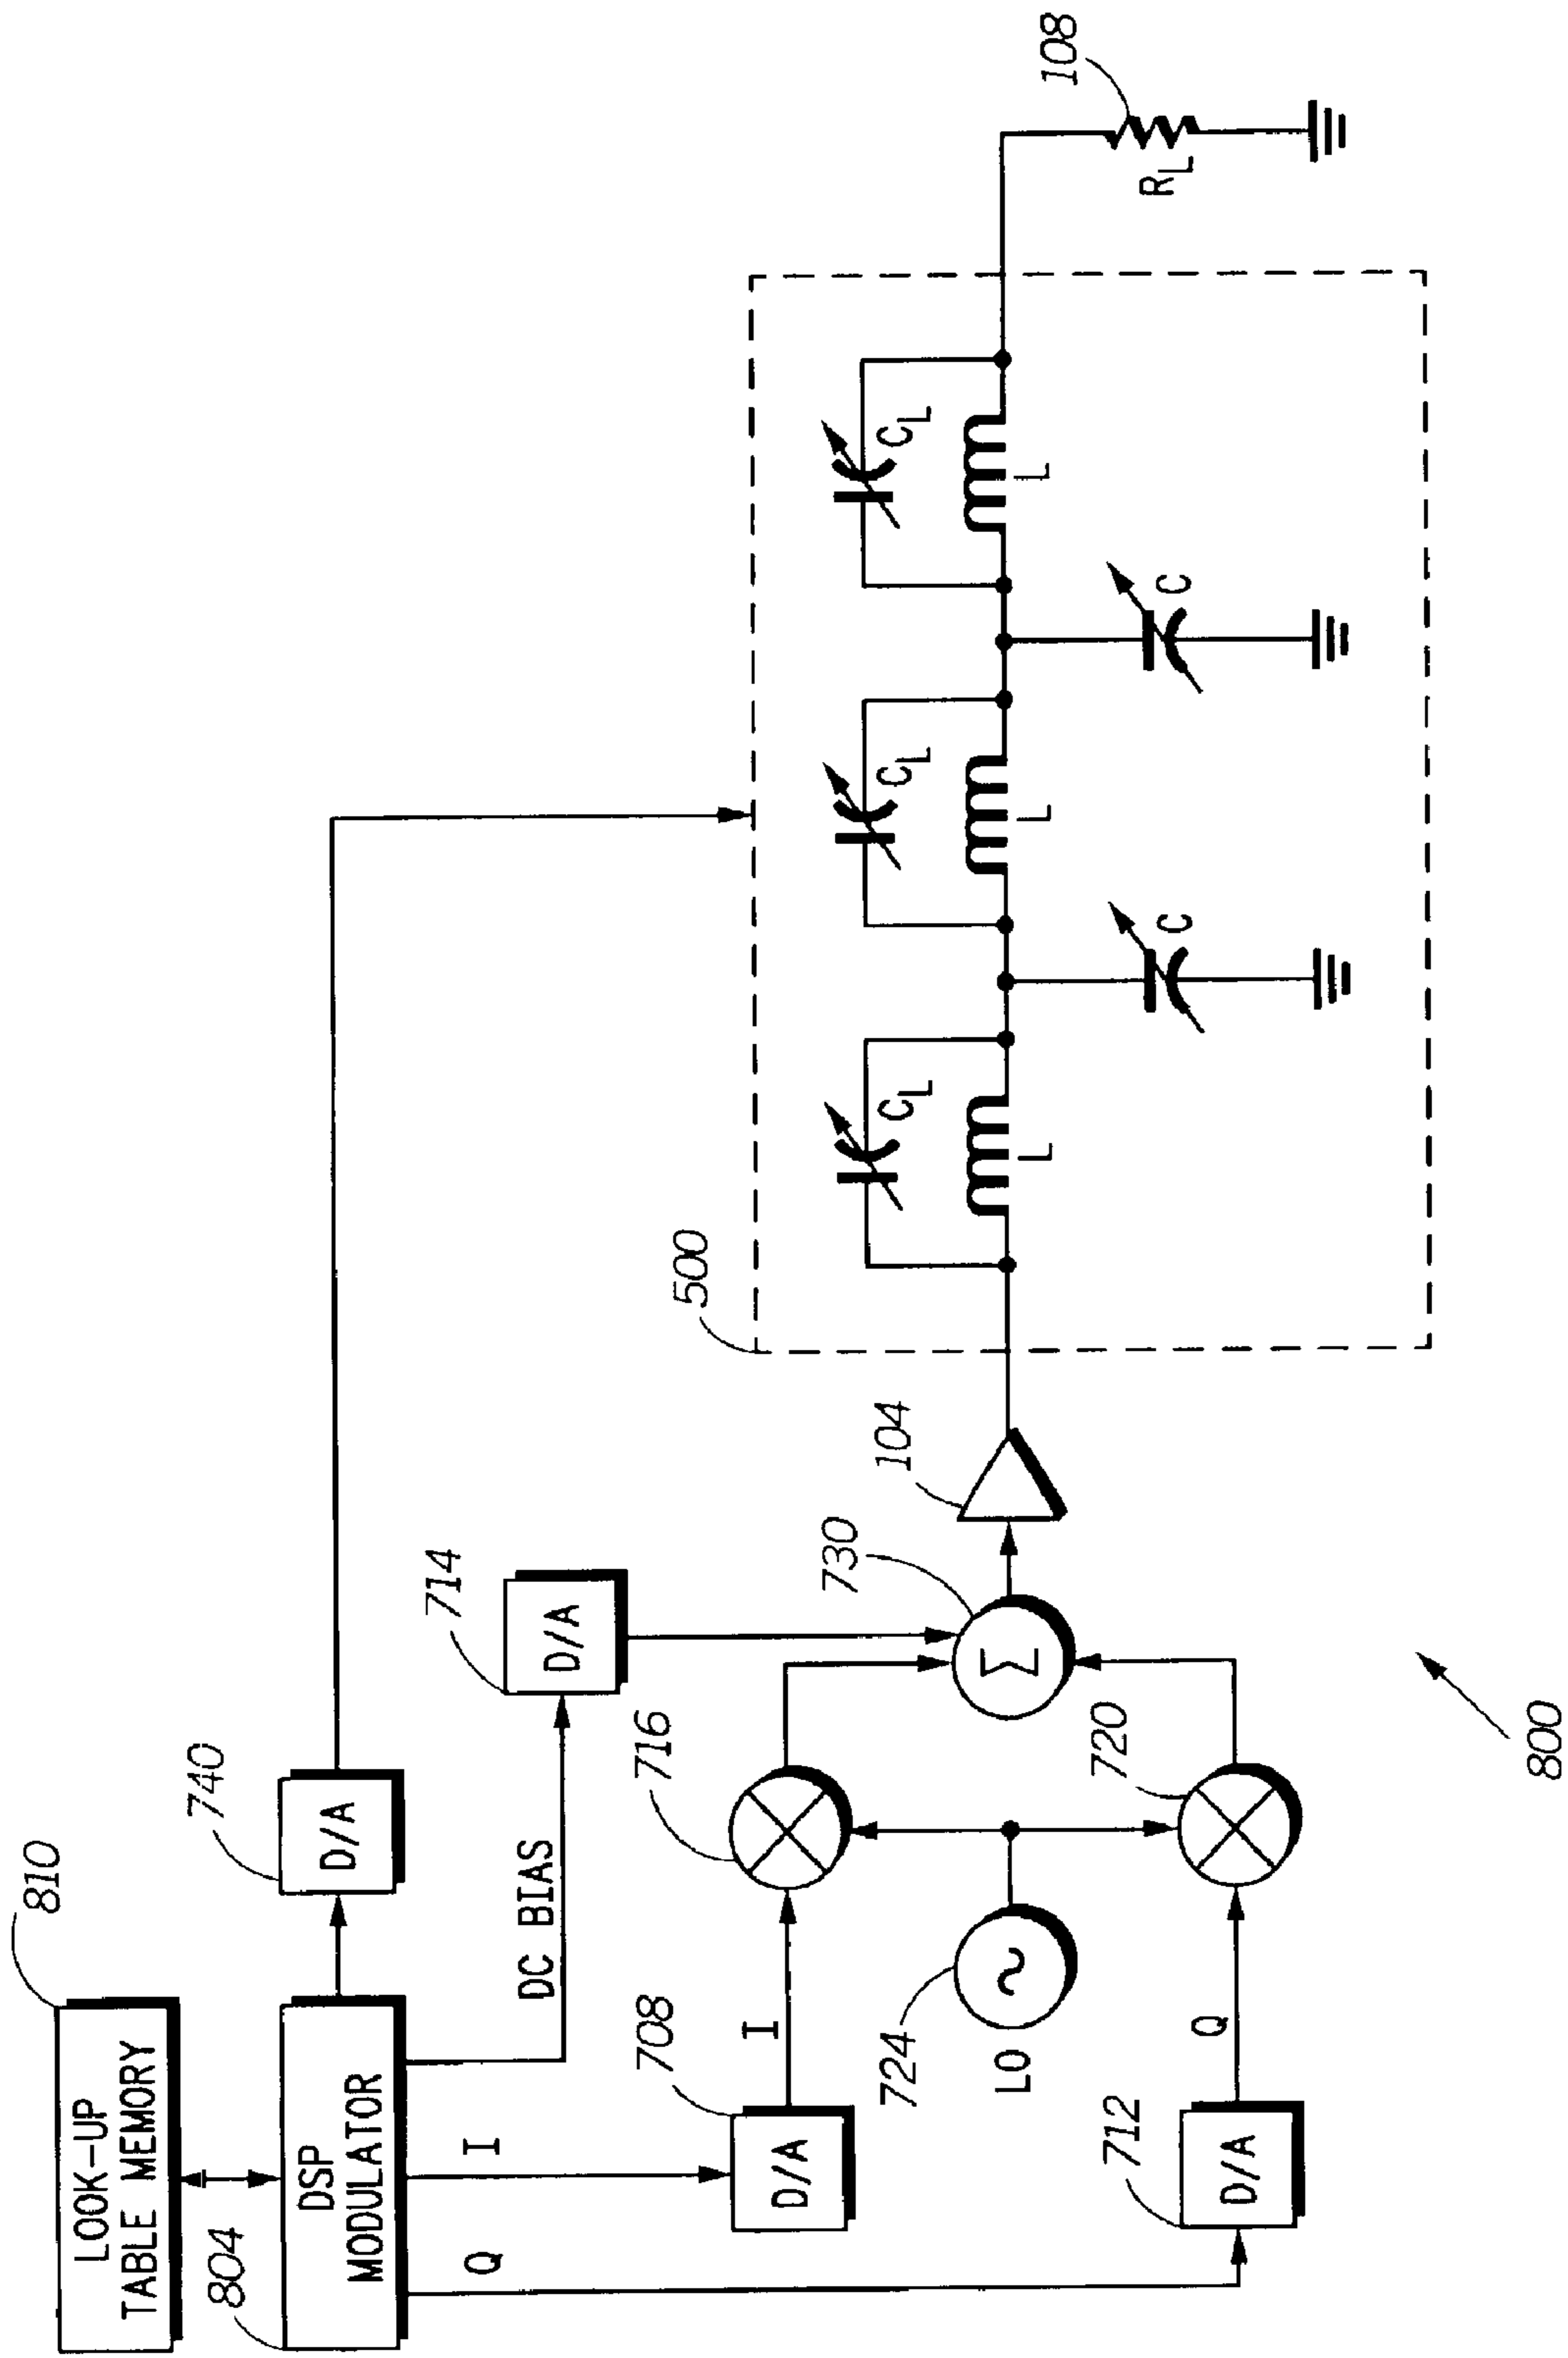 810
LOOK-UP
TABLE MEMORY
804
DSP
MODULATOR
740
D/A
714
D/A
DC BIAS
I
Q
708
D/A
I
716
724
LO
712
D/A
Q
720
730
Σ
104
500
C_L
L
C
C_L
L
C
C_L
L
108
R_L
800